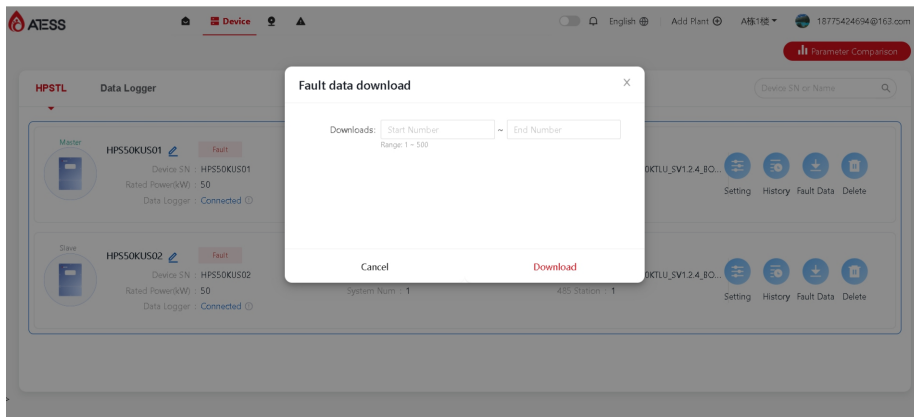 ATESS
Device
English
Add Plant
A栋1楼
18775424694@163.com
Parameter Comparison
HPSTL
Data Logger
Device SN or Name
Fault data download
Downloads: Start Number ~ End Number
Range: 1 ~ 500
Cancel
Download
Master
HPS50KUS01
Fault
Device SN : HPS50KUS01
Rated Power(kW) : 50
Data Logger : Connected
0KTLU_SV1.2.4_BO...
Setting
History
Fault Data
Delete
Slave
HPS50KUS02
Fault
Device SN : HPS50KUS02
Rated Power(kW) : 50
Data Logger : Connected
System Num : 1
485 Station : 1
0KTLU_SV1.2.4_BO...
Setting
History
Fault Data
Delete
>